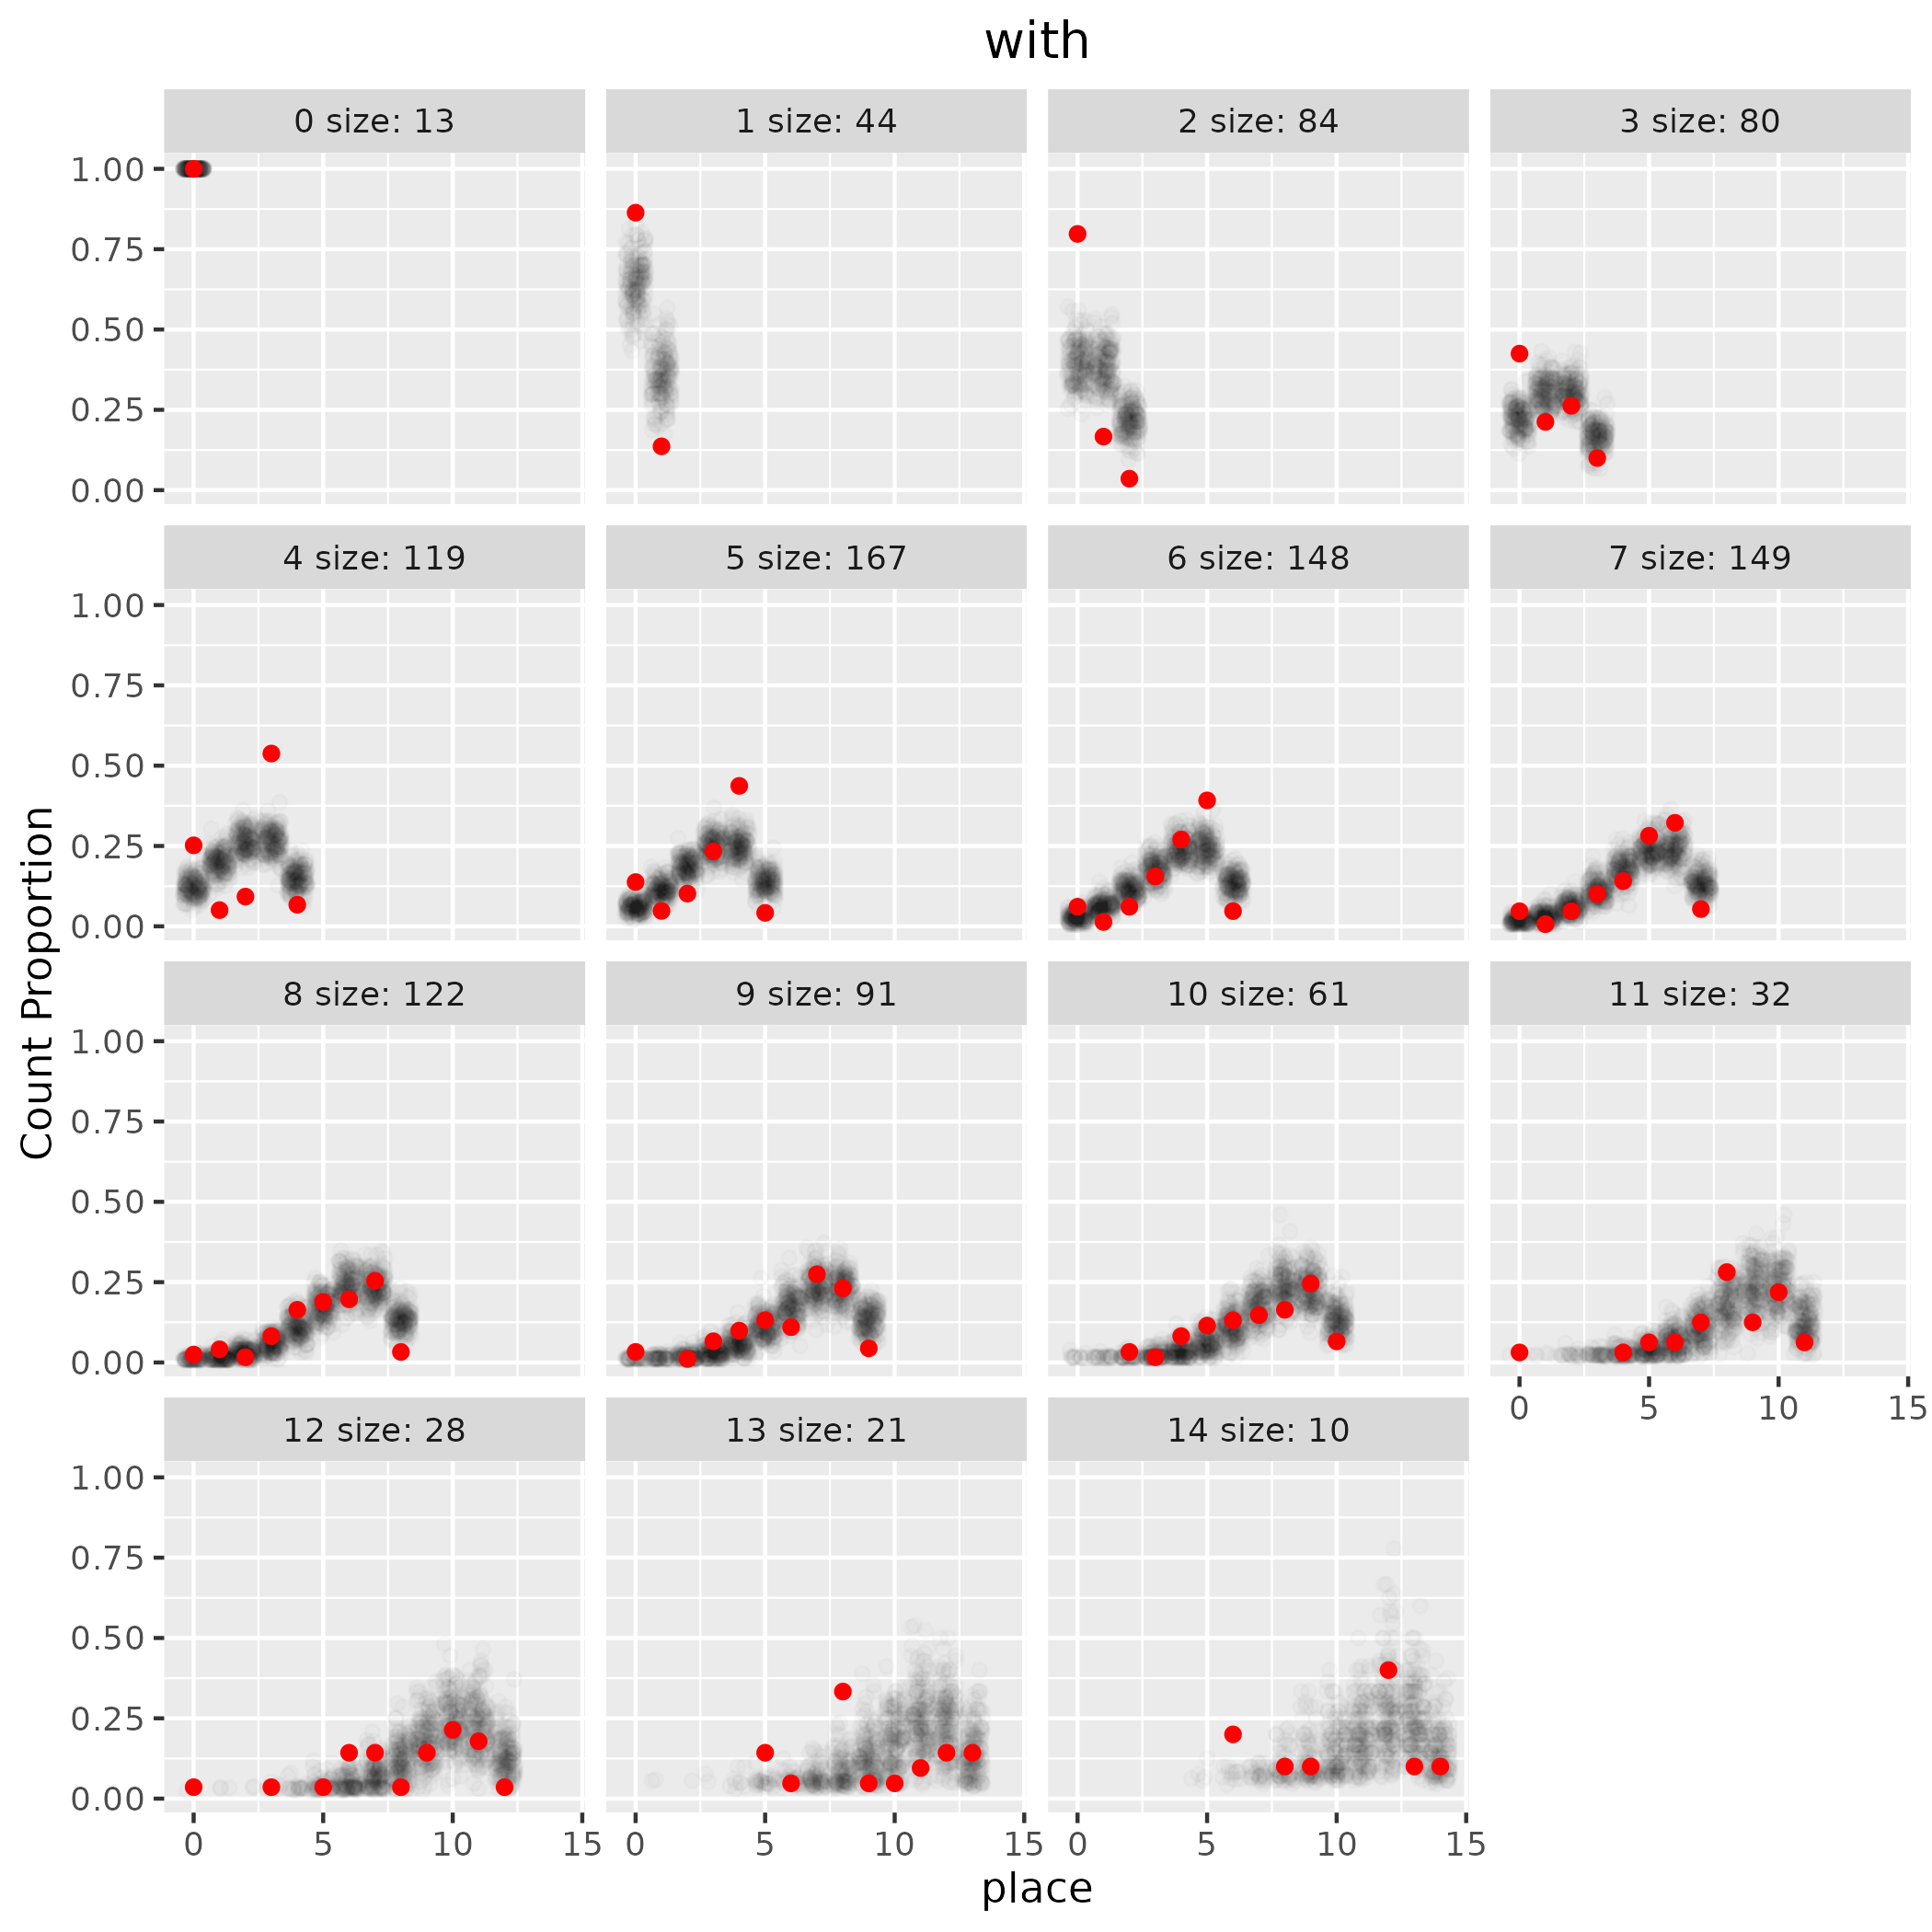 with
0 size: 13
1 size: 44
2 size: 84
3 size: 80
1.00
0.75
0.50
0.25
0.00
4 size: 119
5 size: 167
6 size: 148
7 size: 149
1.00
0.75
0.50
0.25
0.00
Count Proportion
8 size: 122
9 size: 91
10 size: 61
11 size: 32
1.00
0.75
0.50
0.25
0.00
0 5 10 15
12 size: 28
13 size: 21
14 size: 10
1.00
0.75
0.50
0.25
0.00
0 5 10 15
0 5 10 15
0 5 10 15
place